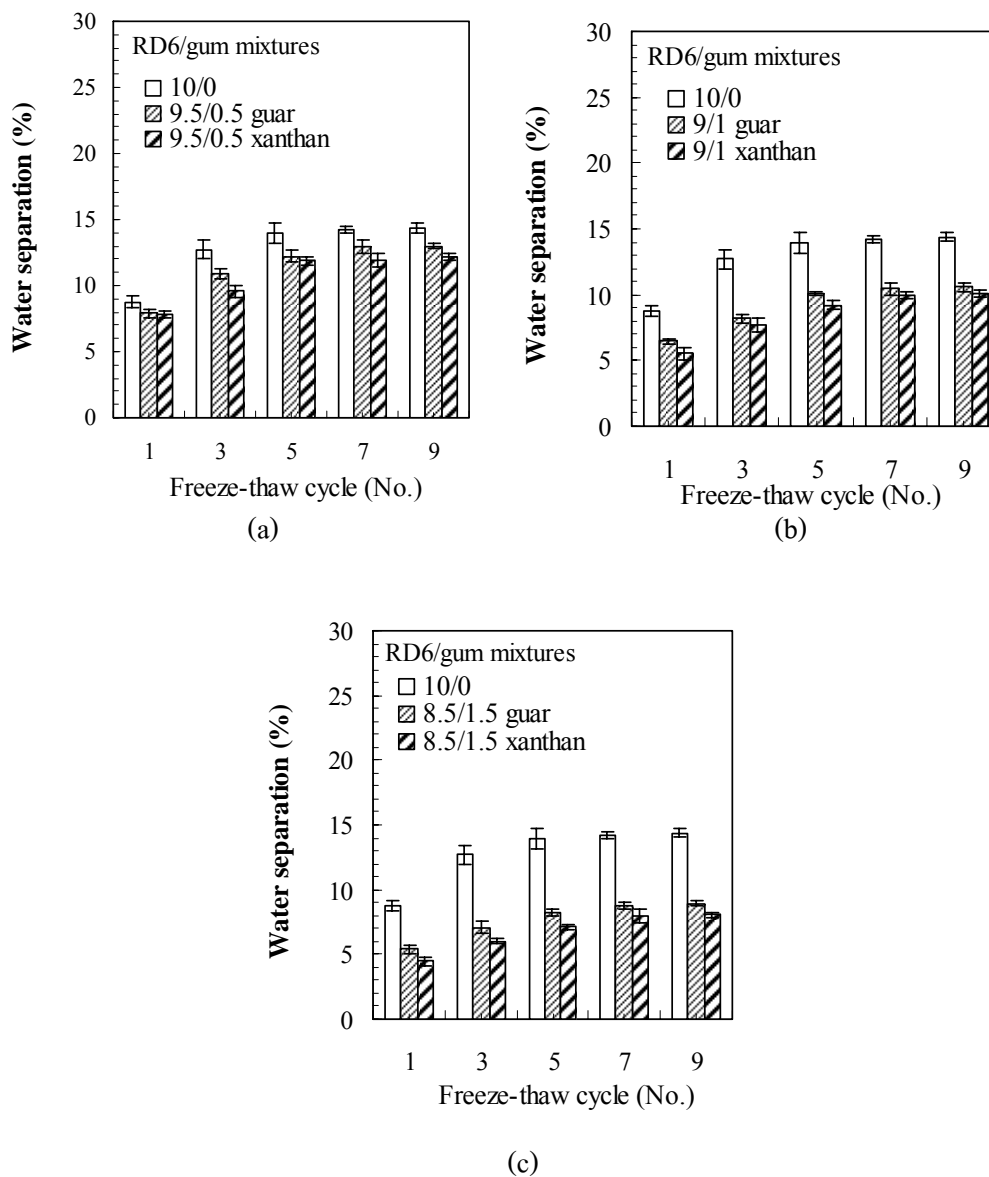 RD6/gum mixtures
10/0
9.5/0.5 guar
9.5/0.5 xanthan
Water separation (%)
30
25
20
15
10
5
0
1 3 5 7 9
Freeze-thaw cycle (No.)
(a)
RD6/gum mixtures
10/0
9/1 guar
9/1 xanthan
Water separation (%)
30
25
20
15
10
5
0
1 3 5 7 9
Freeze-thaw cycle (No.)
(b)
RD6/gum mixtures
10/0
8.5/1.5 guar
8.5/1.5 xanthan
Water separation (%)
30
25
20
15
10
5
0
1 3 5 7 9
Freeze-thaw cycle (No.)
(c)